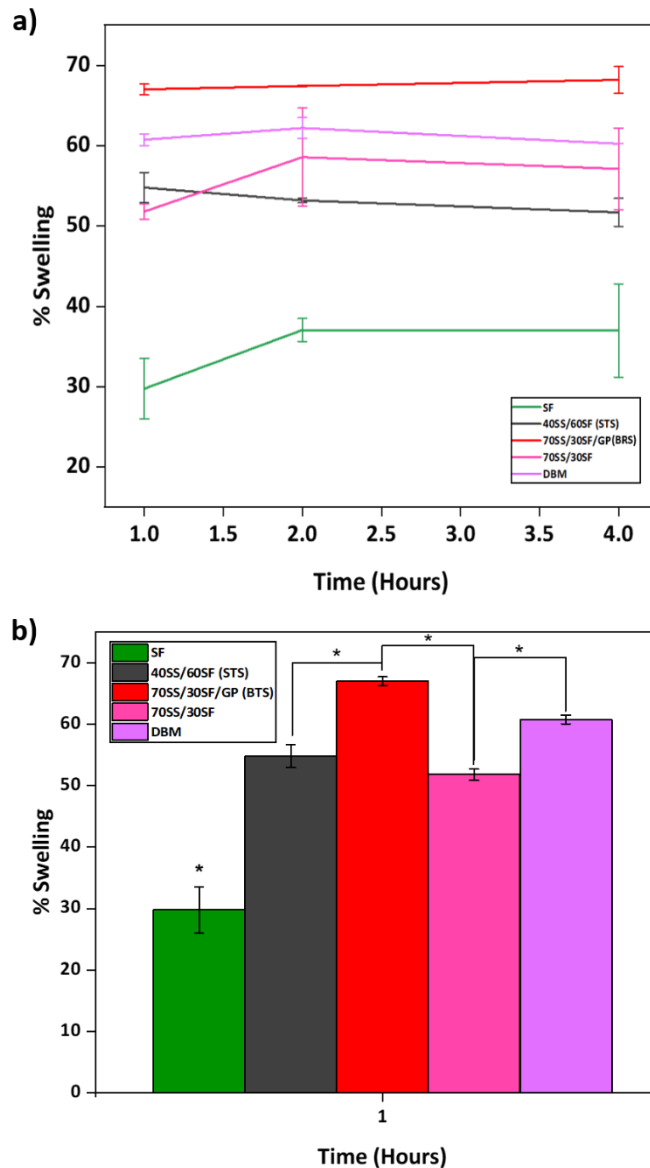 a)
70
60
50
40
30
20
% Swelling
SF
40SS/60SF (STS)
70SS/30SF/GP(BRS)
70SS/30SF
DBM
1.0 1.5 2.0 2.5 3.0 3.5 4.0
Time (Hours)
b)
70
60
50
40
30
20
10
0
% Swelling
SF
40SS/60SF (STS)
70SS/30SF/GP (BTS)
70SS/30SF
DBM
* * *
*
1
Time (Hours)